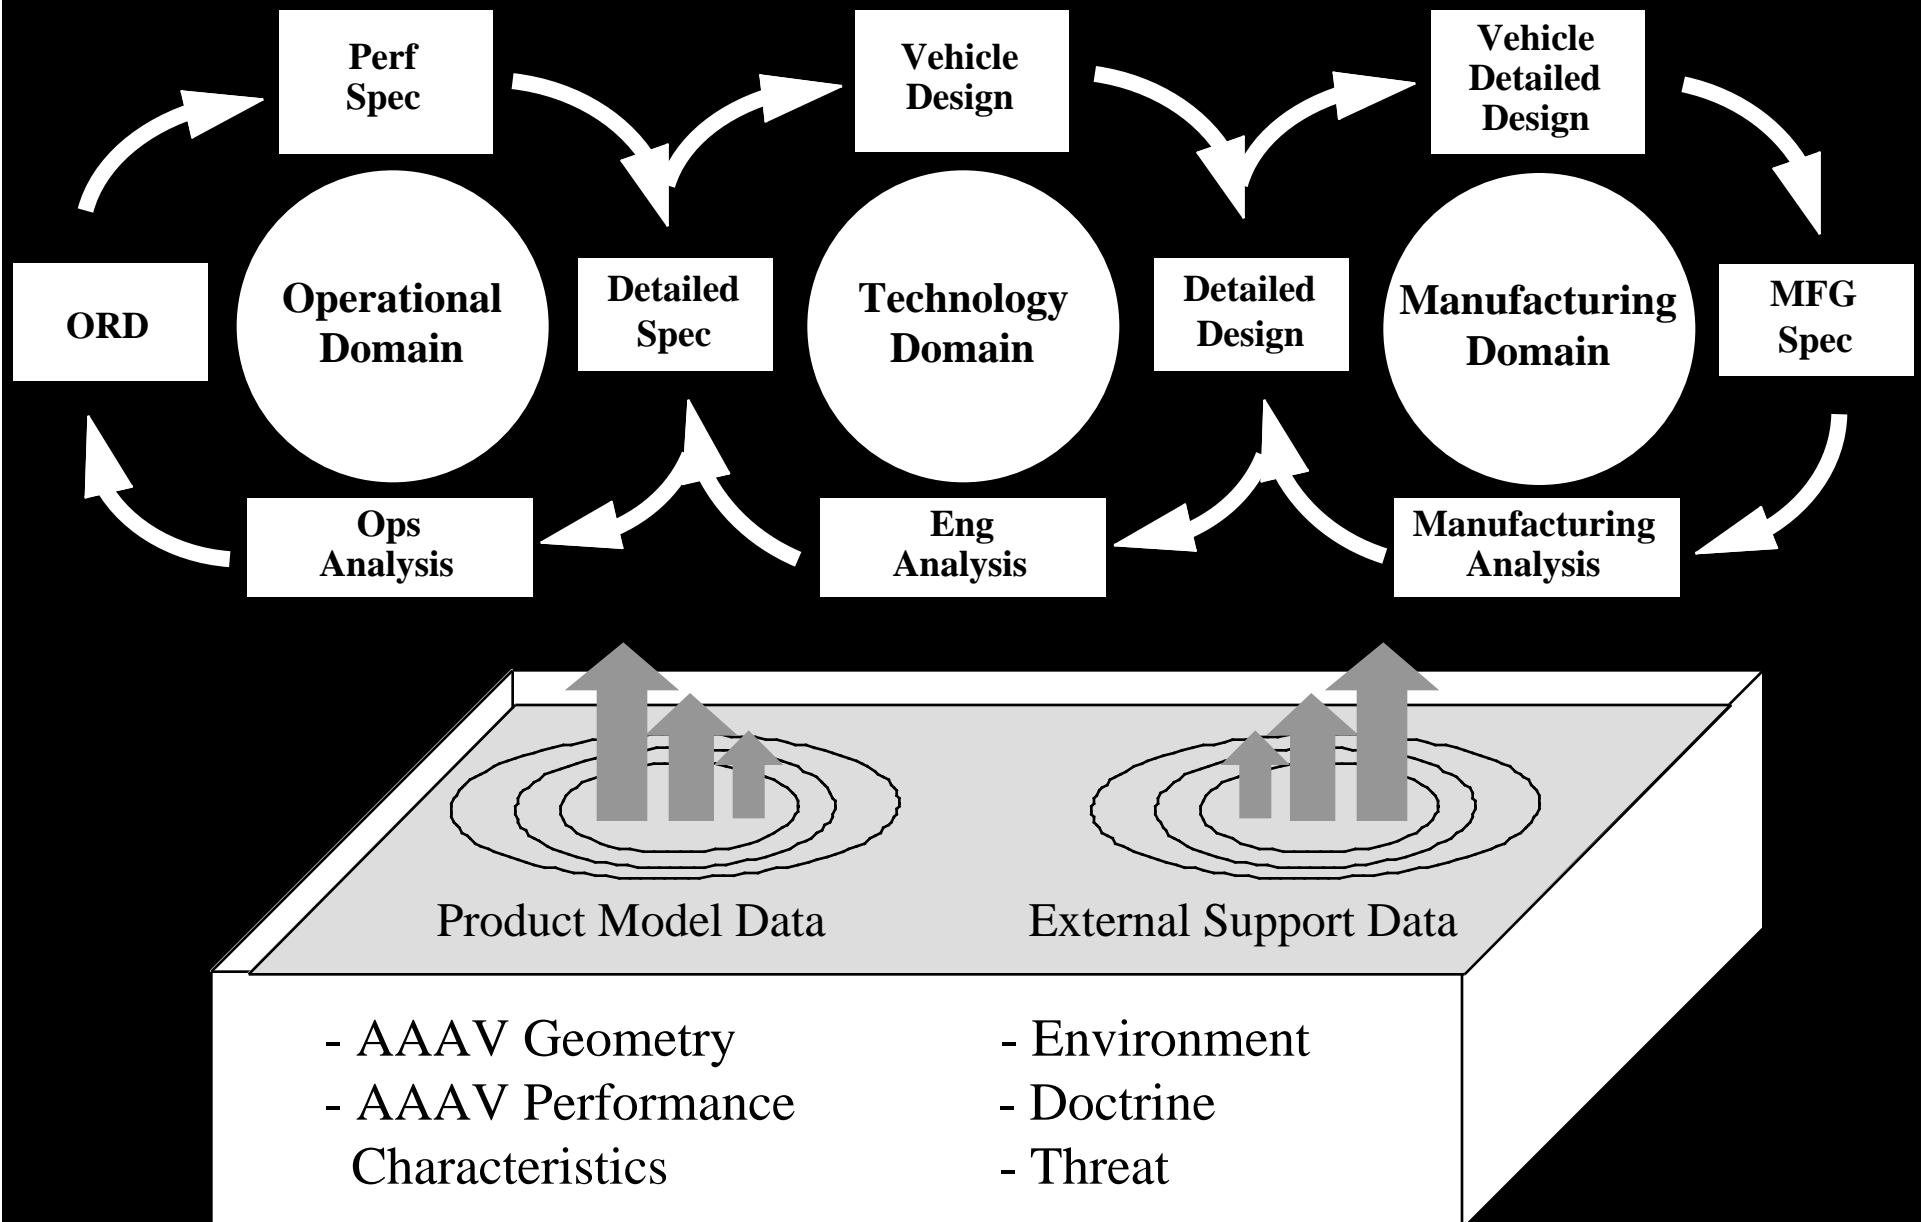 Perf
Spec
Vehicle
Design
Vehicle
Detailed
Design
ORD
Operational
Domain
Detailed
Spec
Technology
Domain
Detailed
Design
Manufacturing
Domain
MFG
Spec
Ops
Analysis
Eng
Analysis
Manufacturing
Analysis
Product Model Data
External Support Data
- AAAV Geometry
- AAAV Performance
Characteristics
- Environment
- Doctrine
- Threat